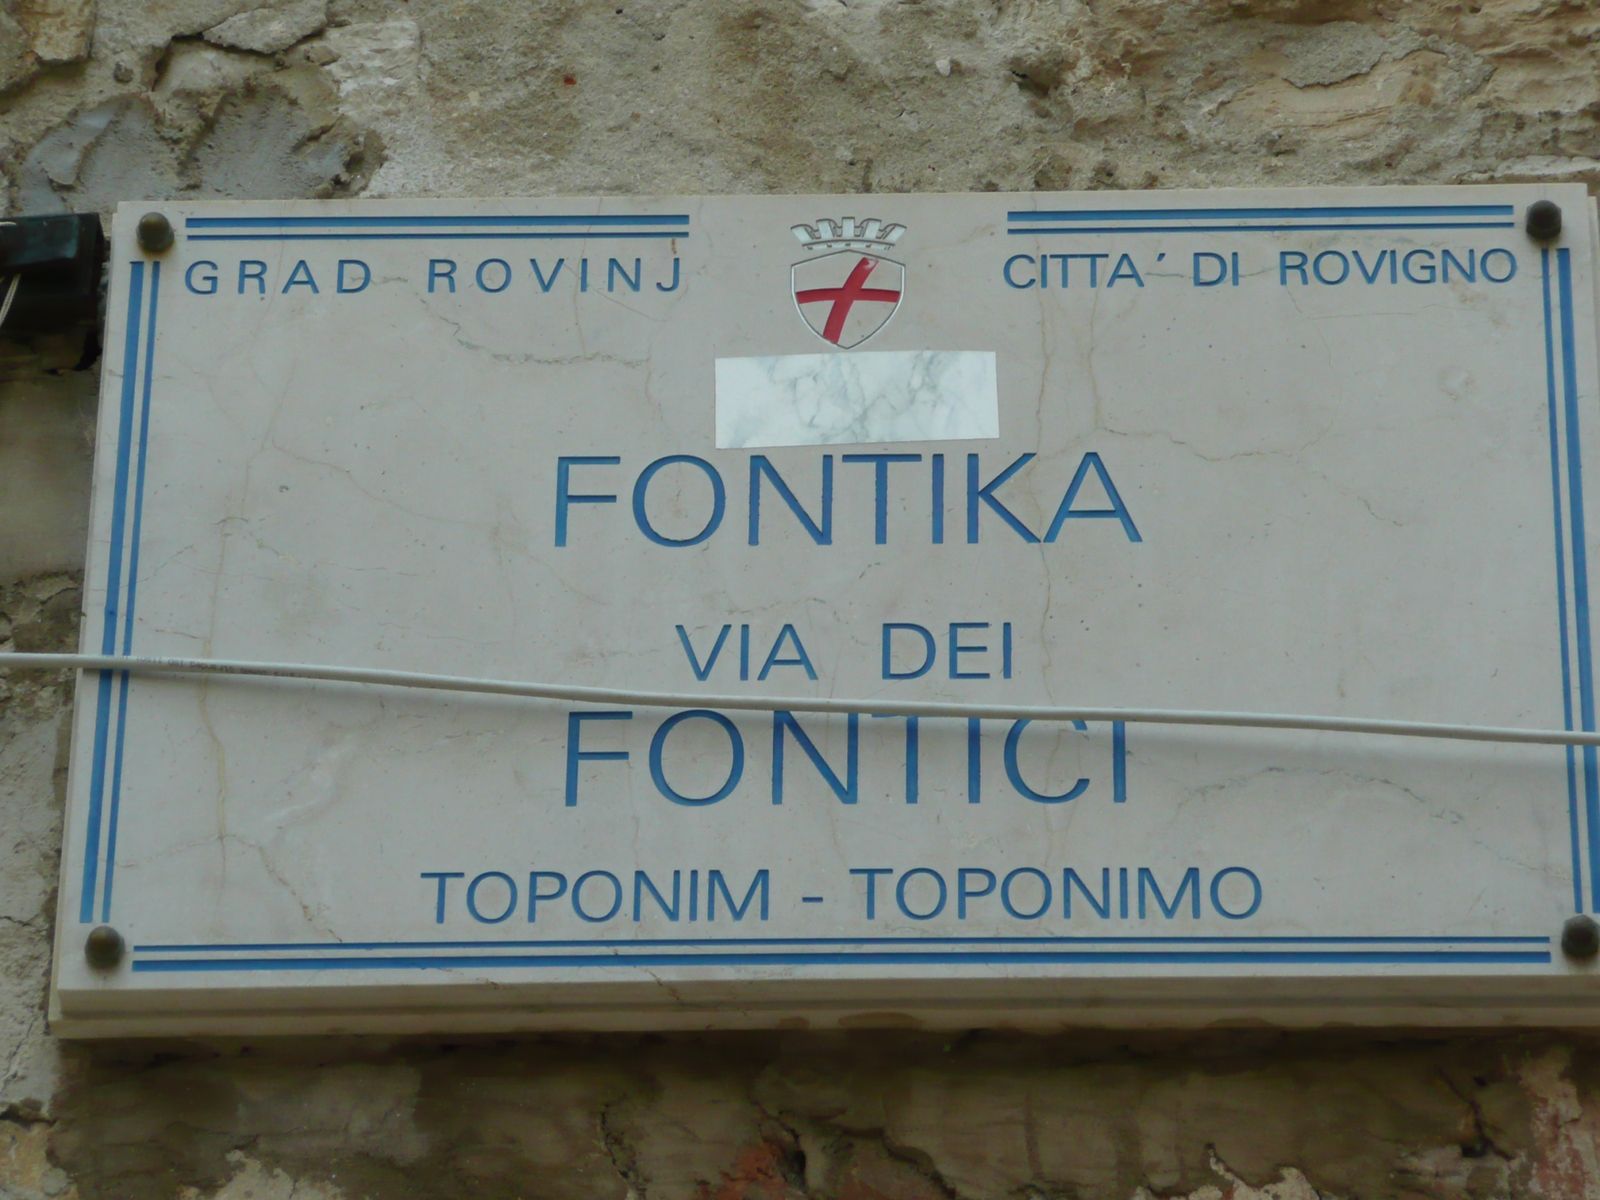 GRAD ROVINJ CITTA´ DI ROVIGNO
FONTIKA
VIA DEI
FONTICI
TOPONIM - TOPONIMO